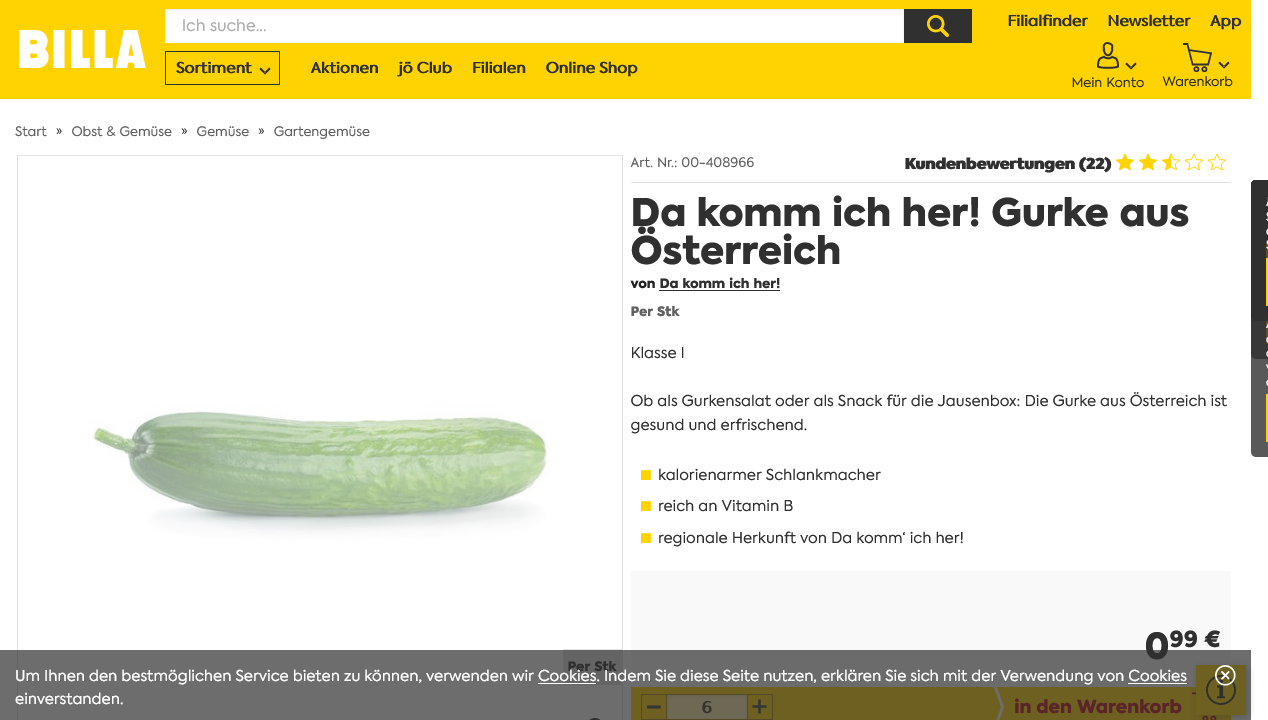 BILLA
Ich suche...
Filialfinder Newsletter App
Sortiment Aktionen jö Club Filialen Online Shop
Mein Konto Warenkorb
Start » Obst & Gemüse » Gemüse » Gartengemüse
Art. Nr.: 00-408966 Kundenbewertungen (22)
Da komm ich her! Gurke aus
Österreich
von Da komm ich her!
Per Stk
Klasse I
Ob als Gurkensalat oder als Snack für die Jausenbox: Die Gurke aus Österreich ist
gesund und erfrischend.
kalorienarmer Schlankmacher
reich an Vitamin B
regionale Herkunft von Da komm‘ ich her!
0 99 €
Per Stk
Um Ihnen den bestmöglichen Service bieten zu können, verwenden wir Cookies. Indem Sie diese Seite nutzen, erklären Sie sich mit der Verwendung von Cookies
einverstanden.
6 in den Warenkorb